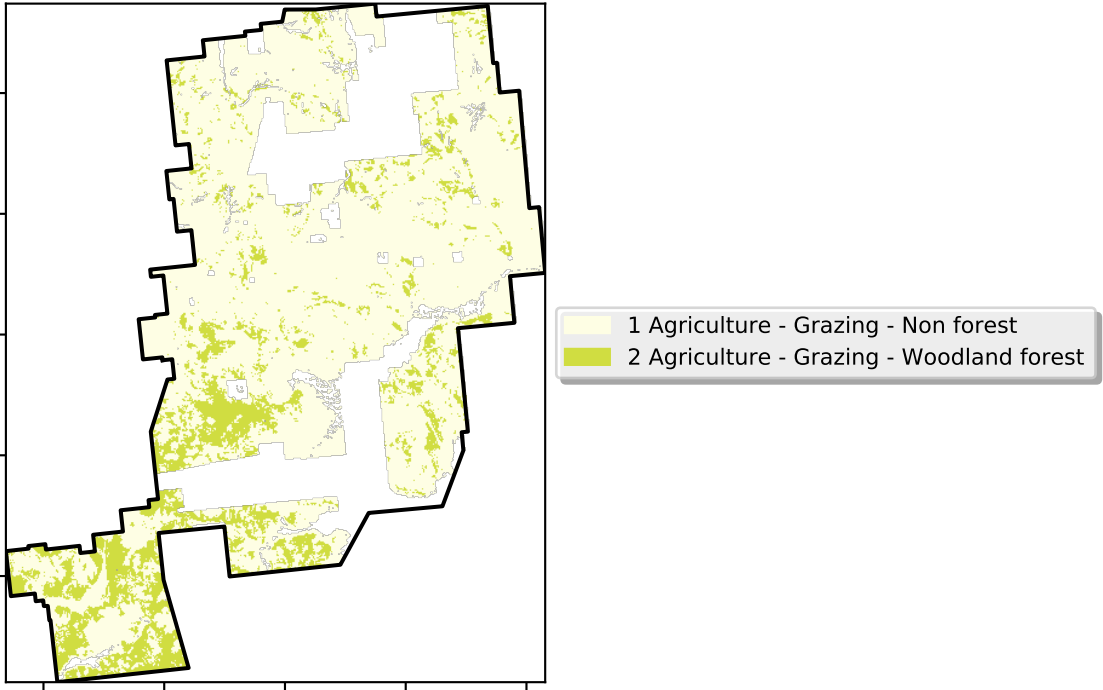 1 Agriculture - Grazing - Non forest
2 Agriculture - Grazing - Woodland forest